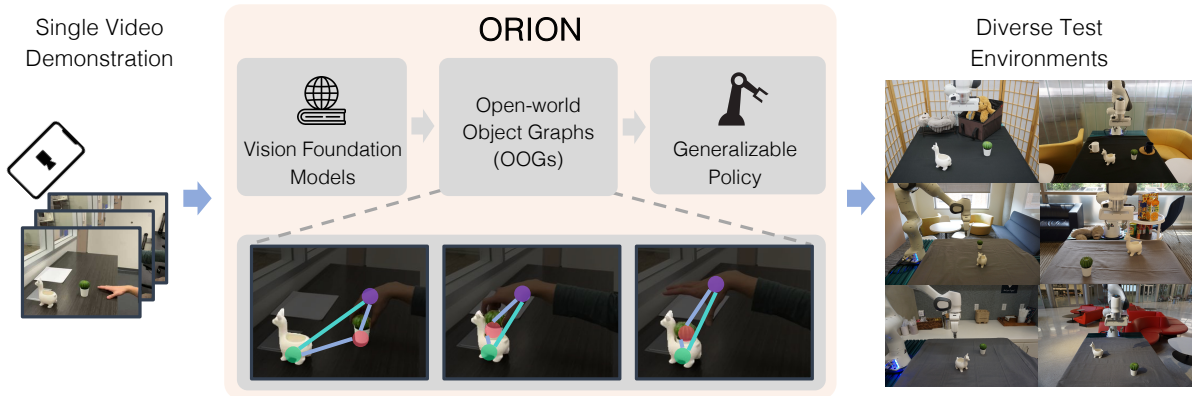 Single Video
Demonstration
ORION
Vision Foundation
Models
Open-world
Object Graphs
(OOGs)
Generalizable
Policy
Diverse Test
Environments